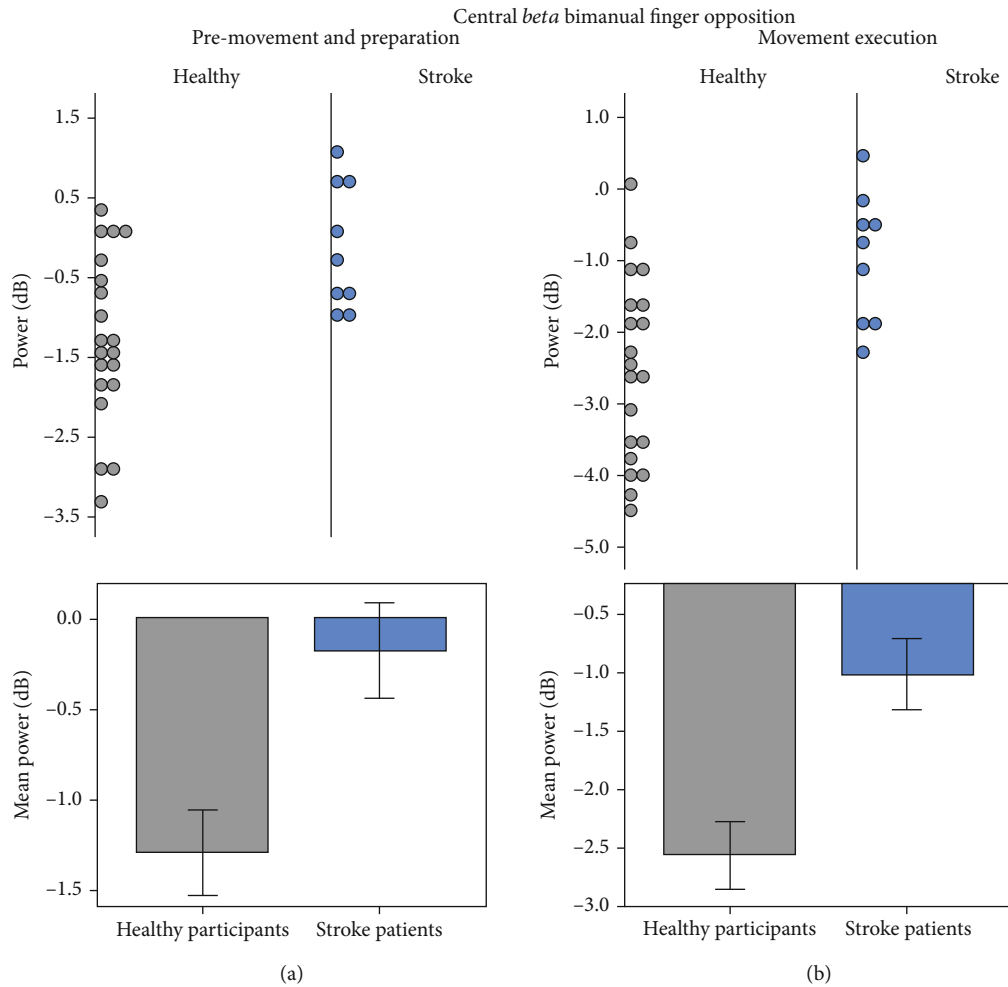 Central beta bimanual finger opposition
Pre-movement and preparation
Movement execution
Healthy
Stroke
Healthy
Stroke
Power (dB)
1.5
0.5
−0.5
−1.5
−2.5
−3.5
Power (dB)
1.0
.0
−1.0
−2.0
−3.0
−4.0
−5.0
Mean power (dB)
0.0
−0.5
−1.0
−1.5
Healthy participants
Stroke patients
(a)
Mean power (dB)
−0.5
−1.0
−1.5
−2.0
−2.5
−3.0
Healthy participants
Stroke patients
(b)